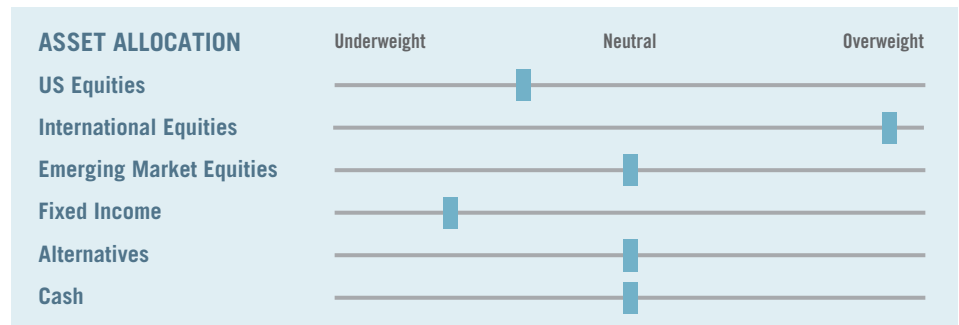 ASSET ALLOCATION Underweight Neutral Overweight
US Equities
International Equities
Emerging Market Equities
Fixed Income
Alternatives
Cash